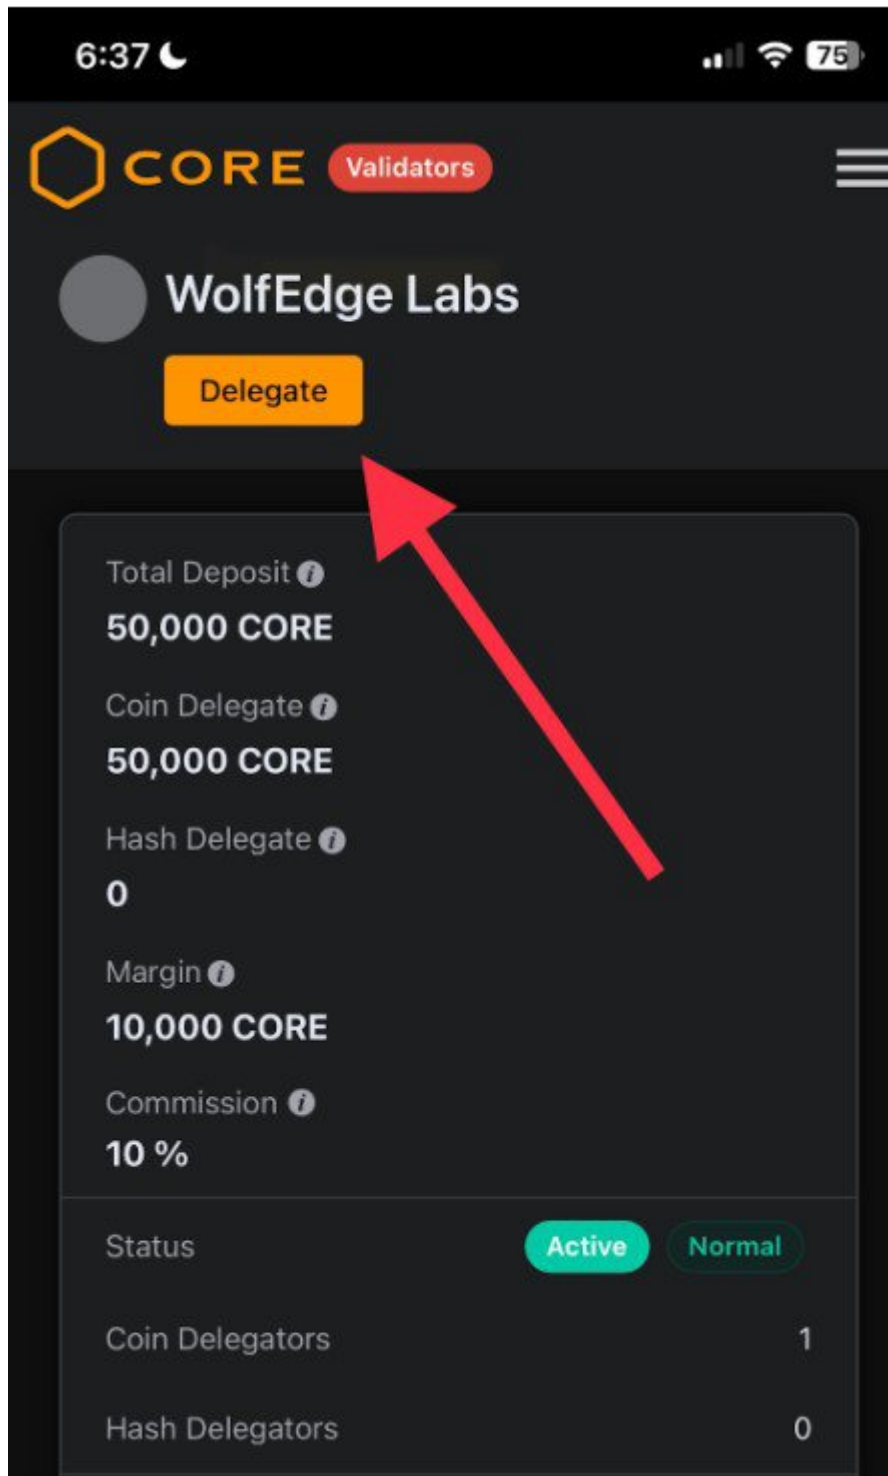 6:37
75
CORE Validators
WolfEdge Labs
Delegate
Total Deposit
50,000 CORE
Coin Delegate
50,000 CORE
Hash Delegate
0
Margin
10,000 CORE
Commission
10 %
Status Active Normal
Coin Delegators 1
Hash Delegators 0